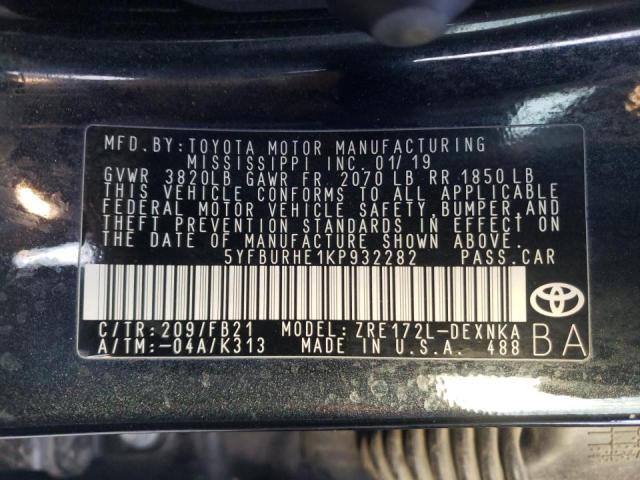 MFD.BY:TOYOTA MOTOR MANUFACTURING
MISSISSIPPI INC. 01/19
GVWR 3820LB GAWR FR. 2070 LB RR 1850 LB
THIS VEHICLE CONFORMS TO ALL APPLICABLE
FEDERAL MOTOR VEHICLE SAFETY, BUMPER, AND
THEFT PREVENTION STANDARDS IN EFFECT ON
THE DATE OF MANUFACTURE SHOWN ABOVE.
5YFBURHE1KP932282 PASS.CAR
C/TR:209/FB21 MODEL:ZRE172L-DEXNKA
A/TM:-04A/K313 MADE IN U.S.A. 488
BA